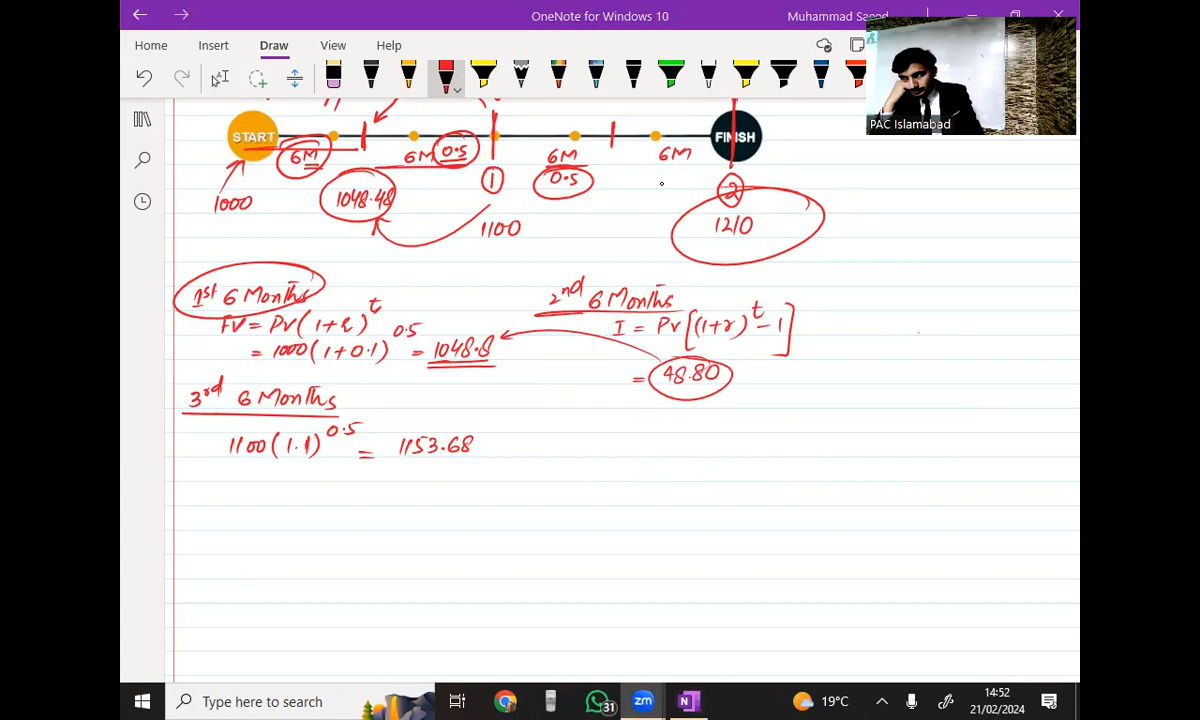 OneNote for Windows 10
Muhammad Saeed
Home Insert Draw View Help
PAC Islamabad
START
FINISH
6M
6M 0.5
6M
6M
1
0.5
2
1000
1048.48
1100
1210
1st 6 Months
FV = PV(1+r)^t
= 1000(1+0.1)^0.5 = 1048.8
2nd 6 Months
I = PV[(1+r)^t - 1]
= 48.80
3rd 6 Months
1100(1.1)^0.5 = 1153.68
Type here to search
31
19°C
14:52
21/02/2024